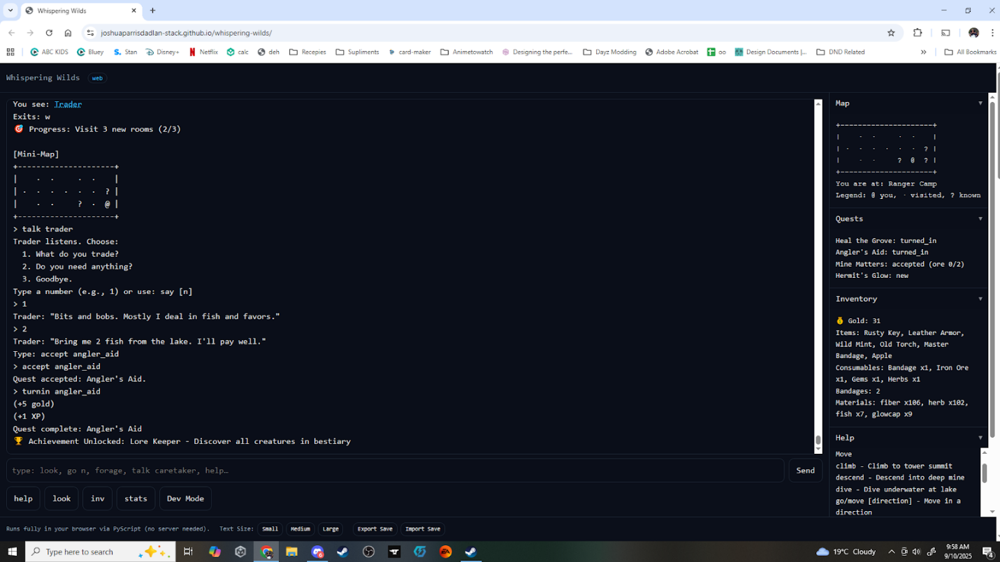 Whispering Wilds
joshuaparrisdadlan-stack.github.io/whispering-wilds/
ABC KIDS
Bluey
Stan
Disney+
Netflix
calc
deh
Recepies
Supliments
card-maker
Animetowatch
Designing the perfe...
Dayz Modding
Adobe Acrobat
oo
Design Documents |...
DND Related
»
All Bookmarks
Whispering Wilds web
You see: Trader
Exits: w
🎯 Progress: Visit 3 new rooms (2/3)
[Mini-Map]
+---------------------+
|    · ·    · ·   |
| · · · · · · ? |
|    · ·    ? · @ |
+---------------------+
> talk trader
Trader listens. Choose:
1. What do you trade?
2. Do you need anything?
3. Goodbye.
Type a number (e.g., 1) or use: say [n]
> 1
Trader: "Bits and bobs. Mostly I deal in fish and favors."
> 2
Trader: "Bring me 2 fish from the lake. I'll pay well."
Type: accept angler_aid
> accept angler_aid
Quest accepted: Angler's Aid.
> turnin angler_aid
(+5 gold)
(+1 XP)
Quest complete: Angler's Aid
🏆 Achievement Unlocked: Lore Keeper - Discover all creatures in bestiary
type: look, go n, forage, talk caretaker, help…
Send
help
look
inv
stats
Dev Mode
Map
+---------------------+
|    · ·    · ·   |
| · · · · · · ? |
|    · ·    ? @ ? |
+---------------------+
You are at: Ranger Camp
Legend: @ you, · visited, ? known
Quests
Heal the Grove: turned_in
Angler's Aid: turned_in
Mine Matters: accepted (ore 0/2)
Hermit's Glow: new
Inventory
💰 Gold: 31
Items: Rusty Key, Leather Armor,
Wild Mint, Old Torch, Master
Bandage, Apple
Consumables: Bandage x1, Iron Ore
x1, Gems x1, Herbs x1
Bandages: 2
Materials: fiber x106, herb x102,
fish x7, glowcap x9
Help
Move
climb - Climb to tower summit
descend - Descend into deep mine
dive - Dive underwater at lake
go/move [direction] - Move in a
direction
Runs fully in your browser via PyScript (no server needed). Text Size: Small Medium Large Export Save Import Save
Type here to search
19°C Cloudy
9:58 AM
9/10/2025
4